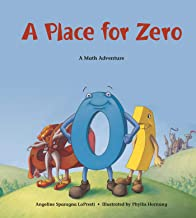 A Place for Zero
A Math Adventure
Angeline Sparagna LoPresti • Illustrated by Phyllis Hornung